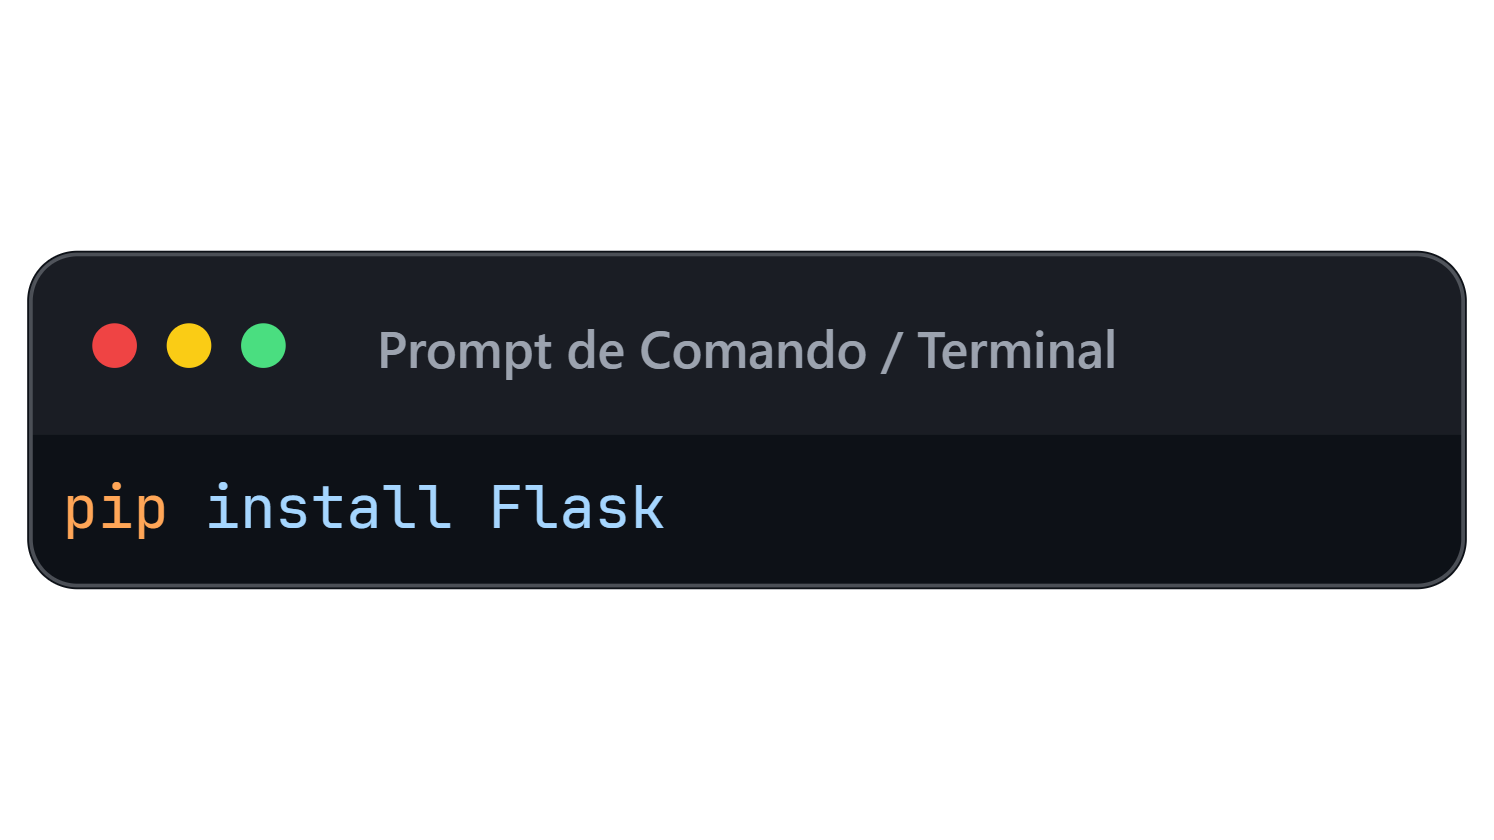 Prompt de Comando / Terminal
pip install Flask